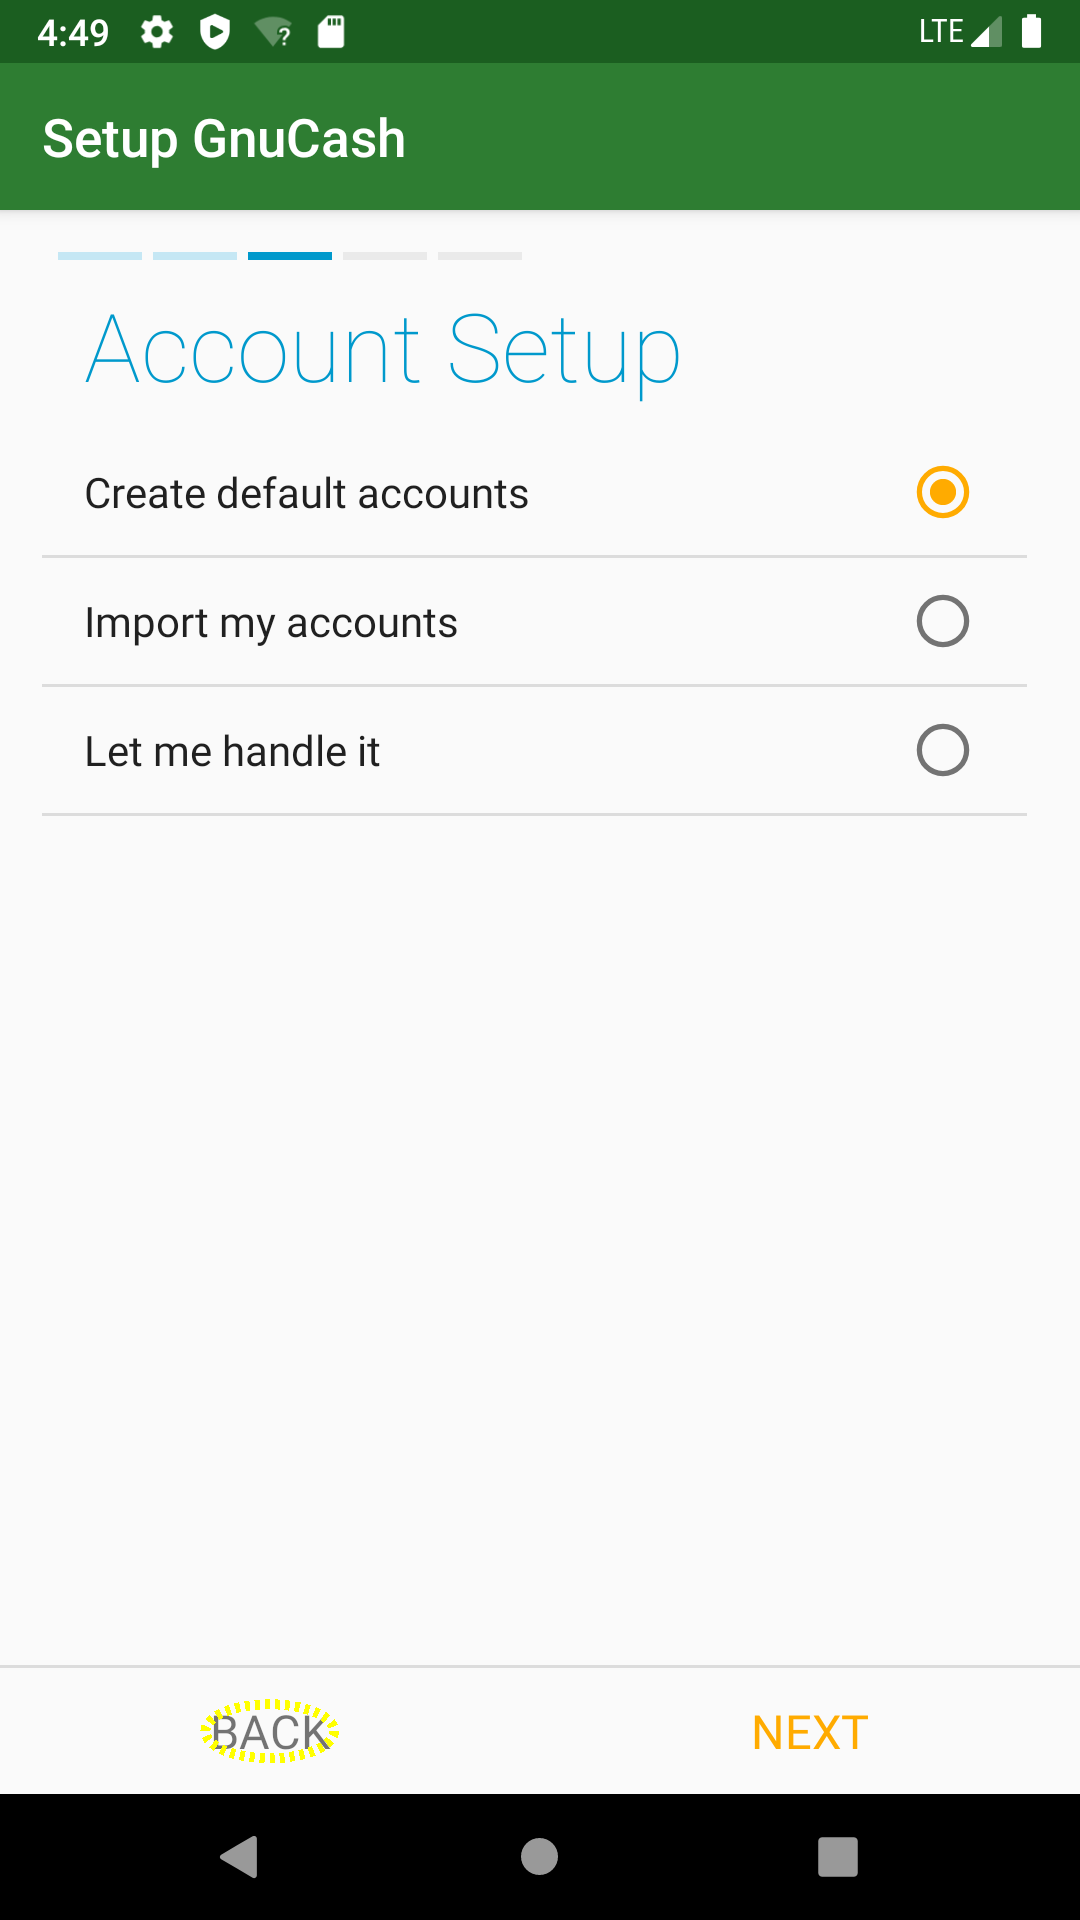 4:49
LTE
Setup GnuCash
Account Setup
Create default accounts
Import my accounts
Let me handle it
BACK
NEXT